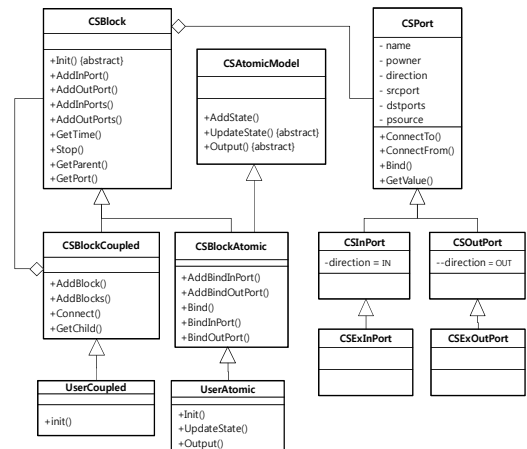 CSBlock
+Init() {abstract}
+AddInPort()
+AddOutPort()
+AddInPorts()
+AddOutPorts()
+GetTime()
+Stop()
+GetParent()
+GetPort()
CSAtomicModel
+AddState()
+UpdateState() {abstract}
+Output() {abstract}
CSPort
- name
- powner
- direction
- srcport
- dstports
- psource
+ConnectTo()
+ConnectFrom()
+Bind()
+GetValue()
CSBlockCoupled
+AddBlock()
+AddBlocks()
+Connect()
+GetChild()
CSBlockAtomic
+AddBindInPort()
+AddBindOutPort()
+Bind()
+BindInPort()
+BindOutPort()
CSInPort
-direction = IN
CSOutPort
--direction = OUT
CSExInPort
CSExOutPort
UserCoupled
+init()
UserAtomic
+Init()
+UpdateState()
+Output()